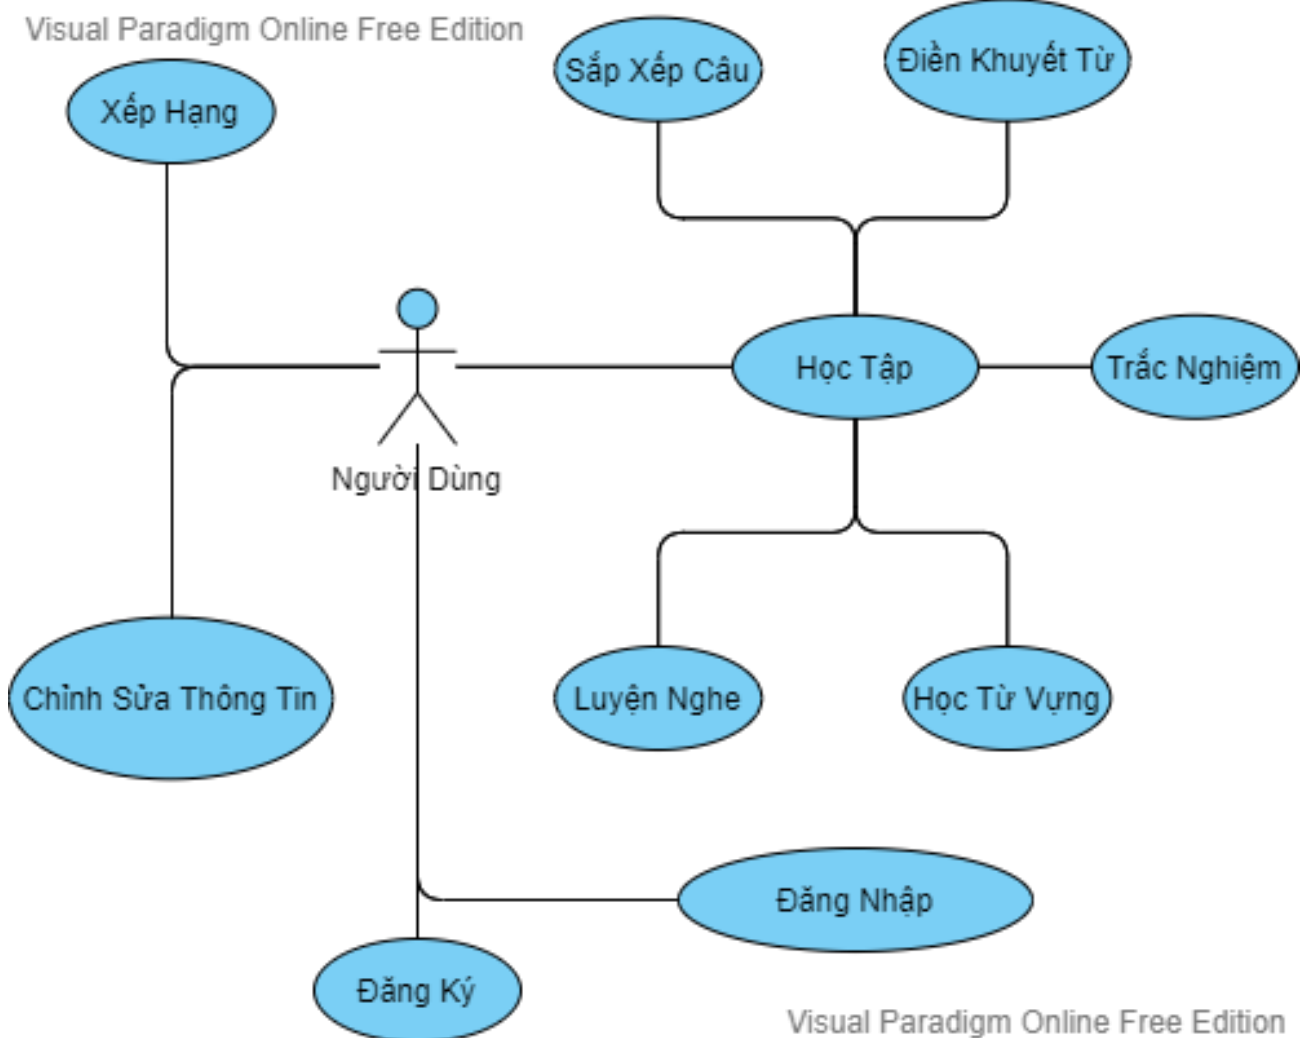 Visual Paradigm Online Free Edition
Xếp Hạng
Sắp Xếp Câu
Điền Khuyết Từ
Học Tập
Trắc Nghiệm
Người Dùng
Chỉnh Sửa Thông Tin
Luyện Nghe
Học Từ Vựng
Đăng Nhập
Đăng Ký
Visual Paradigm Online Free Edition